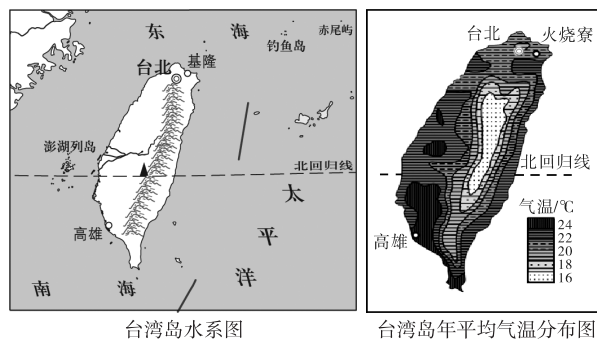 东 海
赤尾屿
钓鱼岛
台北
基隆
澎湖列岛
北回归线
太
平
洋
高雄
南 海
台湾岛水系图
台北
火烧寮
北回归线
气温/℃
24
22
20
18
16
高雄
台湾岛年平均气温分布图